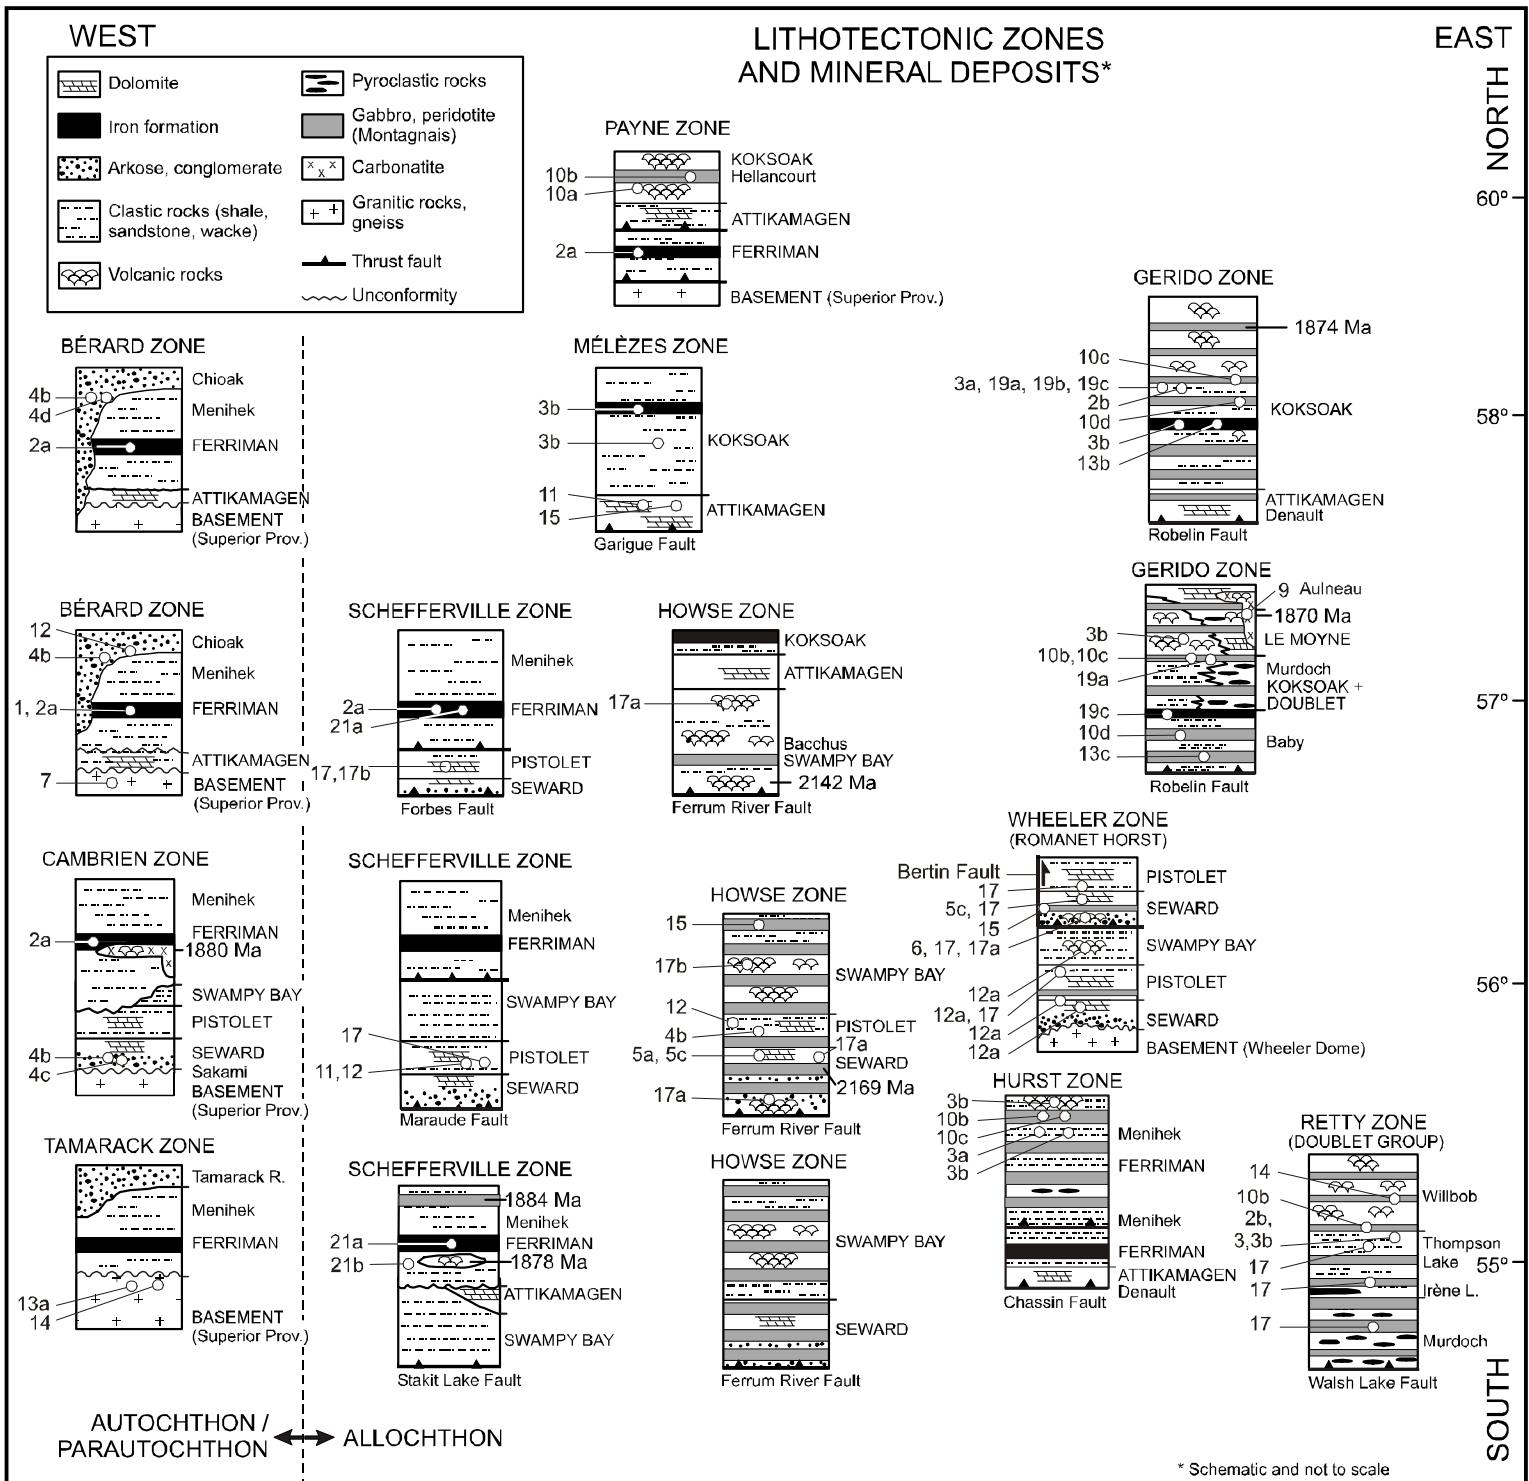 WEST
LITHOTECTONIC ZONES
AND MINERAL DEPOSITS*
EAST
NORTH
Dolomite
Iron formation
Arkose, conglomerate
Clastic rocks (shale,
sandstone, wacke)
Volcanic rocks
Pyroclastic rocks
Gabbro, peridotite
(Montagnais)
Carbonatite
Granitic rocks,
gneiss
Thrust fault
Unconformity
PAYNE ZONE
10b
10a
2a
KOKSOAK
Hellancourt
ATTIKAMAGEN
FERRIMAN
BASEMENT (Superior Prov.)
60º
BÉRARD ZONE
4b
4d
2a
Chioak
Menihek
FERRIMAN
ATTIKAMAGEN
BASEMENT
(Superior Prov.)
MÉLÈZES ZONE
3b
3b
11
15
KOKSOAK
ATTIKAMAGEN
Garigue Fault
GERIDO ZONE
1874 Ma
10c
3a, 19a, 19b, 19c
2b
10d
3b
13b
KOKSOAK
ATTIKAMAGEN
Denault
Robelin Fault
58º
BÉRARD ZONE
12
4b
1, 2a
7
Chioak
Menihek
FERRIMAN
ATTIKAMAGEN
BASEMENT
(Superior Prov.)
SCHEFFERVILLE ZONE
2a
21a
17,17b
Menihek
FERRIMAN
PISTOLET
SEWARD
Forbes Fault
HOWSE ZONE
17a
KOKSOAK
ATTIKAMAGEN
Bacchus
SWAMPY BAY
2142 Ma
Ferrum River Fault
GERIDO ZONE
9 Aulneau
1870 Ma
3b
10b,10c
19a
19c
10d
13c
LE MOYNE
Murdoch
KOKSOAK +
DOUBLET
Baby
Robelin Fault
57º
CAMBRIEN ZONE
2a
4b
4c
Menihek
FERRIMAN
1880 Ma
SWAMPY BAY
PISTOLET
SEWARD
Sakami
BASEMENT
(Superior Prov.)
SCHEFFERVILLE ZONE
17
11,12
Menihek
FERRIMAN
SWAMPY BAY
PISTOLET
SEWARD
Maraude Fault
HOWSE ZONE
15
17b
12
4b
5a, 5c
17a
SWAMPY BAY
PISTOLET
17a
SEWARD
2169 Ma
Ferrum River Fault
WHEELER ZONE
(ROMANET HORST)
Bertin Fault
17
5c, 17
15
6, 17, 17a
12a
12a, 17
12a
12a
PISTOLET
SEWARD
SWAMPY BAY
PISTOLET
SEWARD
BASEMENT (Wheeler Dome)
56º
TAMARACK ZONE
13a
14
Tamarack R.
Menihek
FERRIMAN
BASEMENT
(Superior Prov.)
SCHEFFERVILLE ZONE
21a
21b
1884 Ma
Menihek
FERRIMAN
1878 Ma
ATTIKAMAGEN
SWAMPY BAY
Stakit Lake Fault
HOWSE ZONE
SWAMPY BAY
SEWARD
Ferrum River Fault
HURST ZONE
3b
10b
10c
3a
3b
Menihek
FERRIMAN
Menihek
FERRIMAN
ATTIKAMAGEN
Denault
Chassin Fault
RETTY ZONE
(DOUBLET GROUP)
14
10b
2b,
3,3b
17
17
17
Willbob
Thompson
Lake
Irène L.
Murdoch
Walsh Lake Fault
55º
SOUTH
AUTOCHTHON /
PARAUTOCHTHON
ALLOCHTHON
* Schematic and not to scale